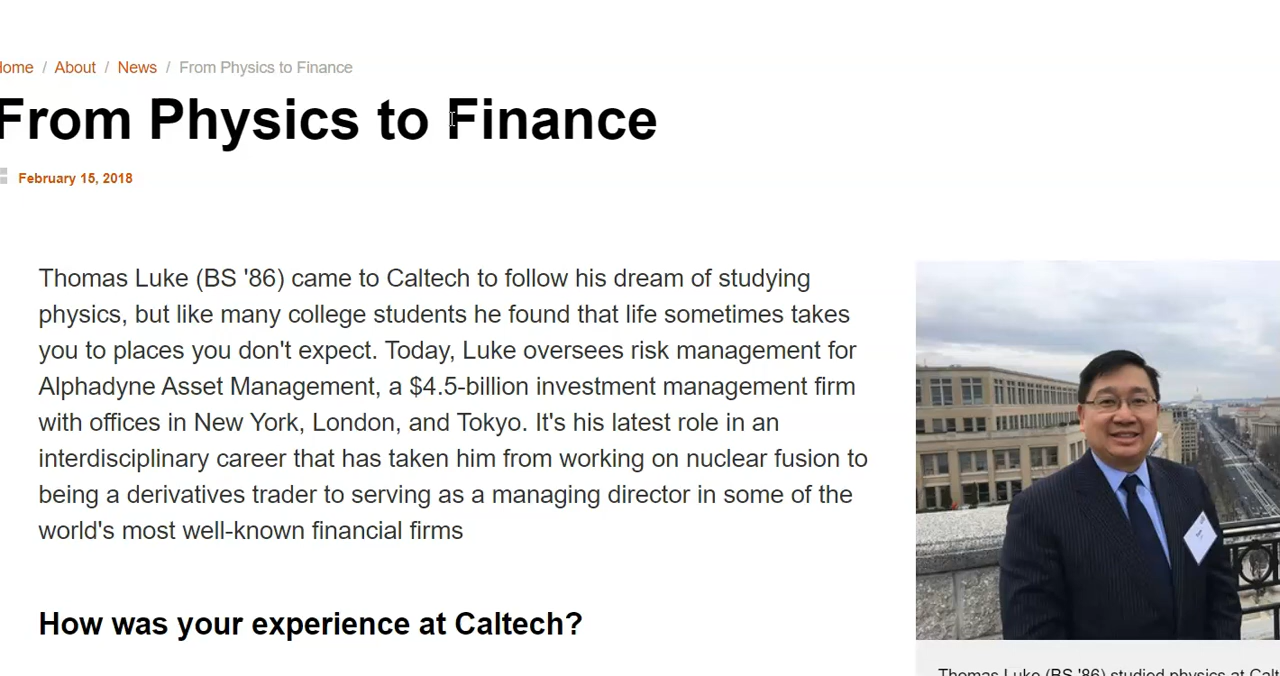 Home / About / News / From Physics to Finance
From Physics to Finance
February 15, 2018
Thomas Luke (BS '86) came to Caltech to follow his dream of studying
physics, but like many college students he found that life sometimes takes
you to places you don't expect. Today, Luke oversees risk management for
Alphadyne Asset Management, a $4.5-billion investment management firm
with offices in New York, London, and Tokyo. It's his latest role in an
interdisciplinary career that has taken him from working on nuclear fusion to
being a derivatives trader to serving as a managing director in some of the
world's most well-known financial firms
How was your experience at Caltech?
Thomas Luke (BS '86) studied physics at